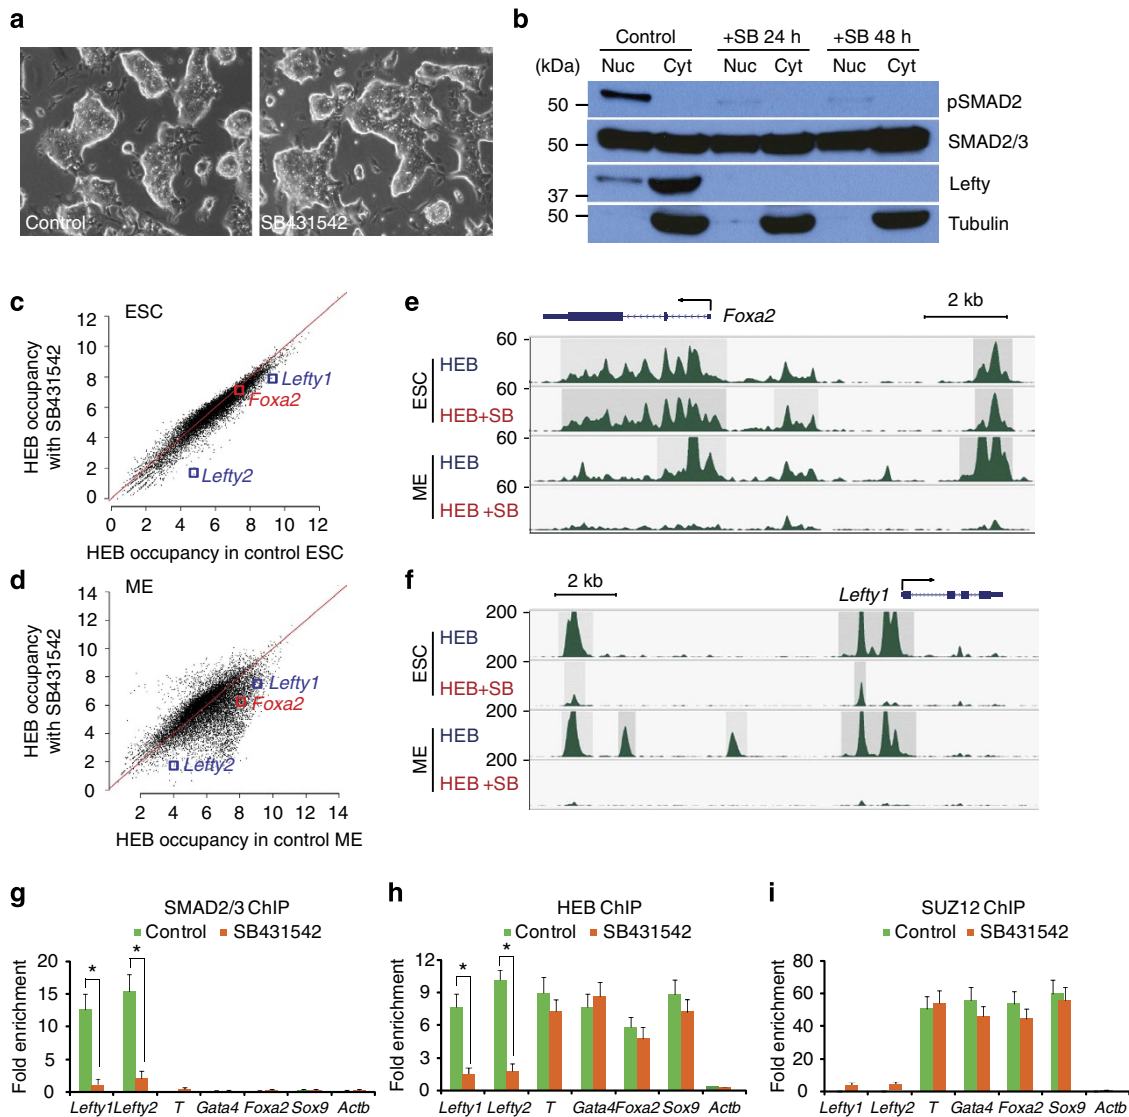 a
Control
SB431542
b
Control +SB 24 h +SB 48 h
(kDa) Nuc Cyt Nuc Cyt Nuc Cyt
50 pSMAD2
50 SMAD2/3
37 Lefty
50 Tubulin
c
ESC
HEB occupancy
with SB431542
12
10
8
6
4
2
0
Lefty1
Foxa2
Lefty2
0 2 4 6 8 10 12
HEB occupancy in control ESC
d
ME
HEB occupancy
with SB431542
14
12
10
8
6
4
2
0
Lefty1
Foxa2
Lefty2
2 4 6 8 10 12 14
HEB occupancy in control ME
e
Foxa2
2 kb
60
ESC
HEB
60
HEB+SB
60
ME
HEB
60
HEB +SB
f
2 kb
Lefty1
200
ESC
HEB
200
HEB+SB
200
ME
HEB
200
HEB +SB
g
SMAD2/3 ChIP
Control SB431542
Fold enrichment
20
15
10
5
0
*
*
Lefty1 Lefty2 T Gata4 Foxa2 Sox9 Actb
h
HEB ChIP
Control SB431542
Fold enrichment
12
9
6
3
0
*
*
Lefty1 Lefty2 T Gata4 Foxa2 Sox9 Actb
i
SUZ12 ChIP
Control SB431542
Fold enrichment
80
60
40
20
0
Lefty1 Lefty2 T Gata4 Foxa2 Sox9 Actb